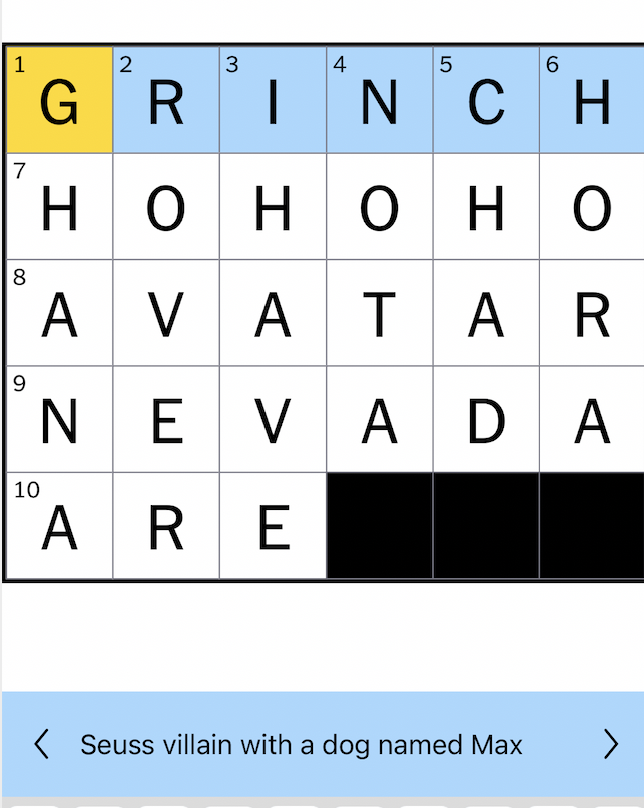 1 2 3 4 5 6
G R I N C H
7
H O H O H O
8
A V A T A R
9
N E V A D A
10
A R E
Seuss villain with a dog named Max